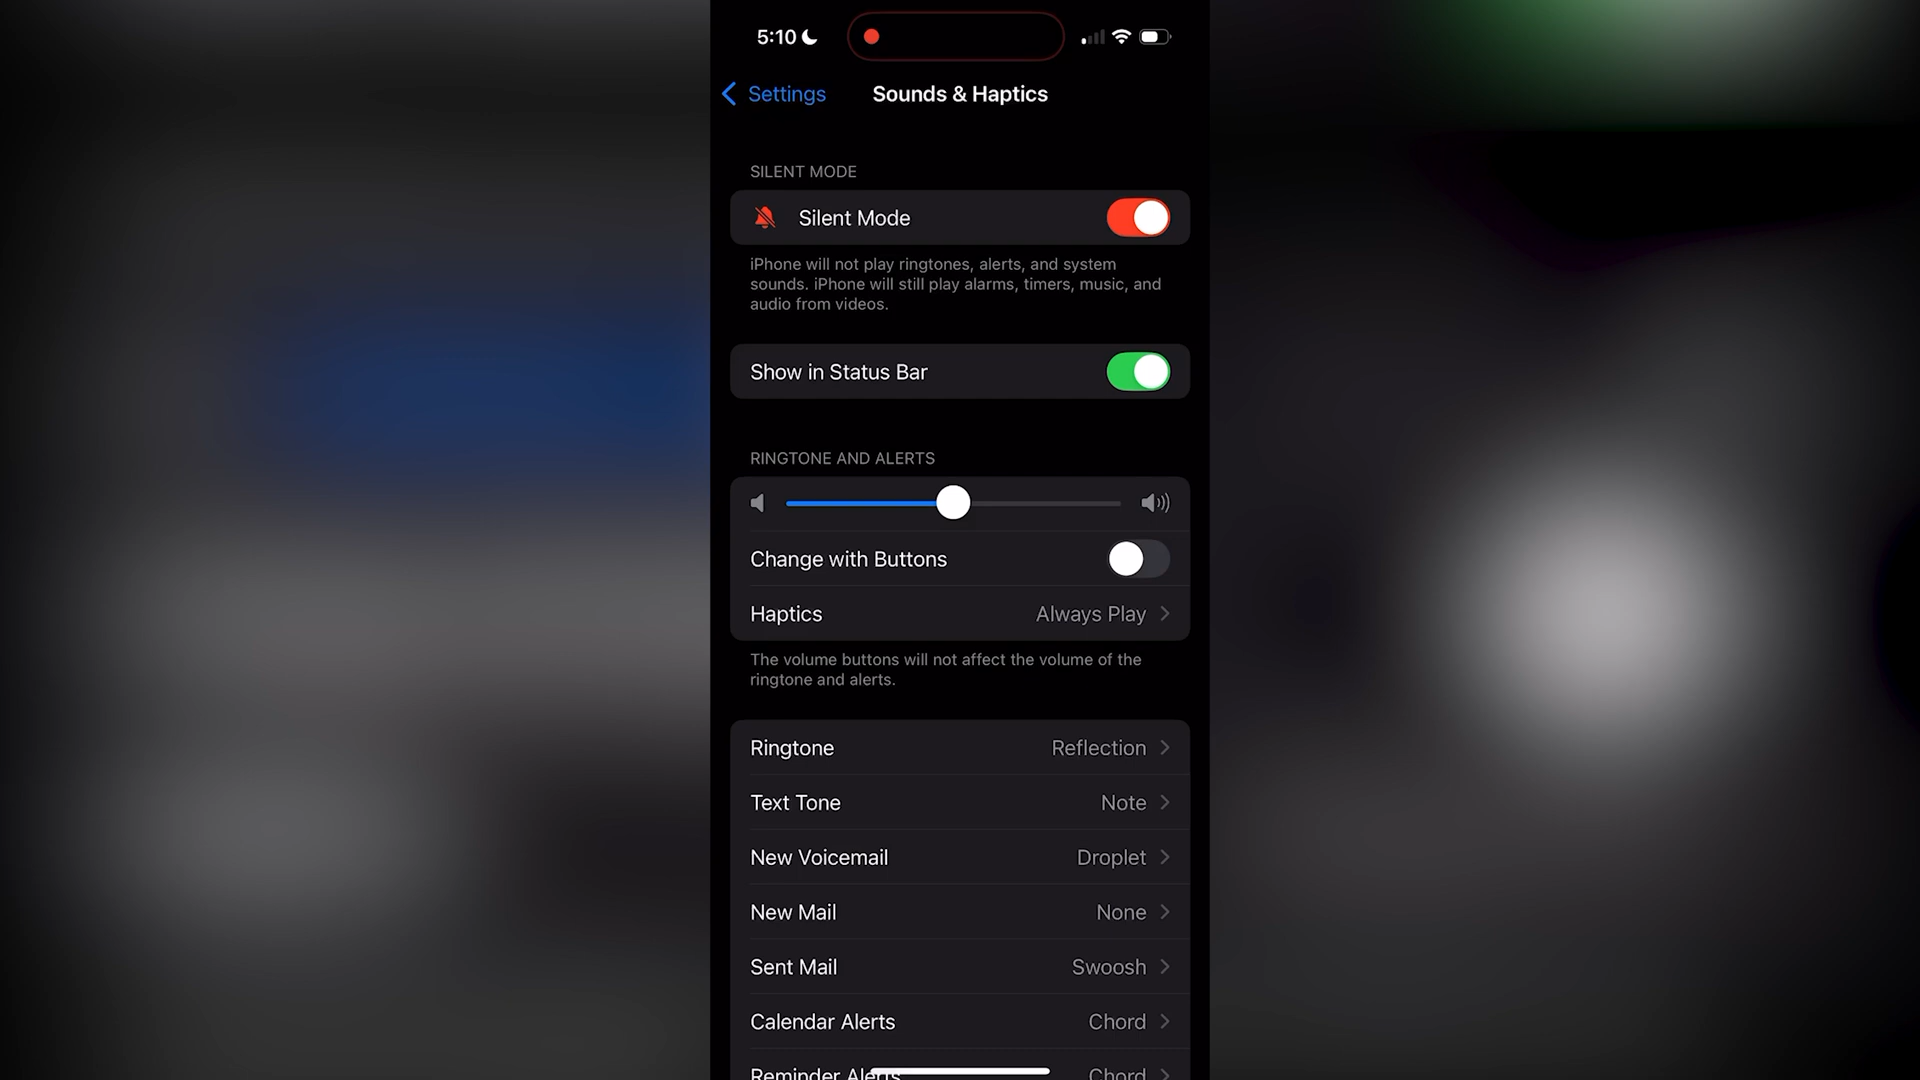 5:10
Settings
Sounds & Haptics
SILENT MODE
Silent Mode
iPhone will not play ringtones, alerts, and system
sounds. iPhone will still play alarms, timers, music, and
audio from videos.
Show in Status Bar
RINGTONE AND ALERTS
Change with Buttons
Haptics Always Play
The volume buttons will not affect the volume of the
ringtone and alerts.
Ringtone Reflection
Text Tone Note
New Voicemail Droplet
New Mail None
Sent Mail Swoosh
Calendar Alerts Chord
Reminder Alerts Chord